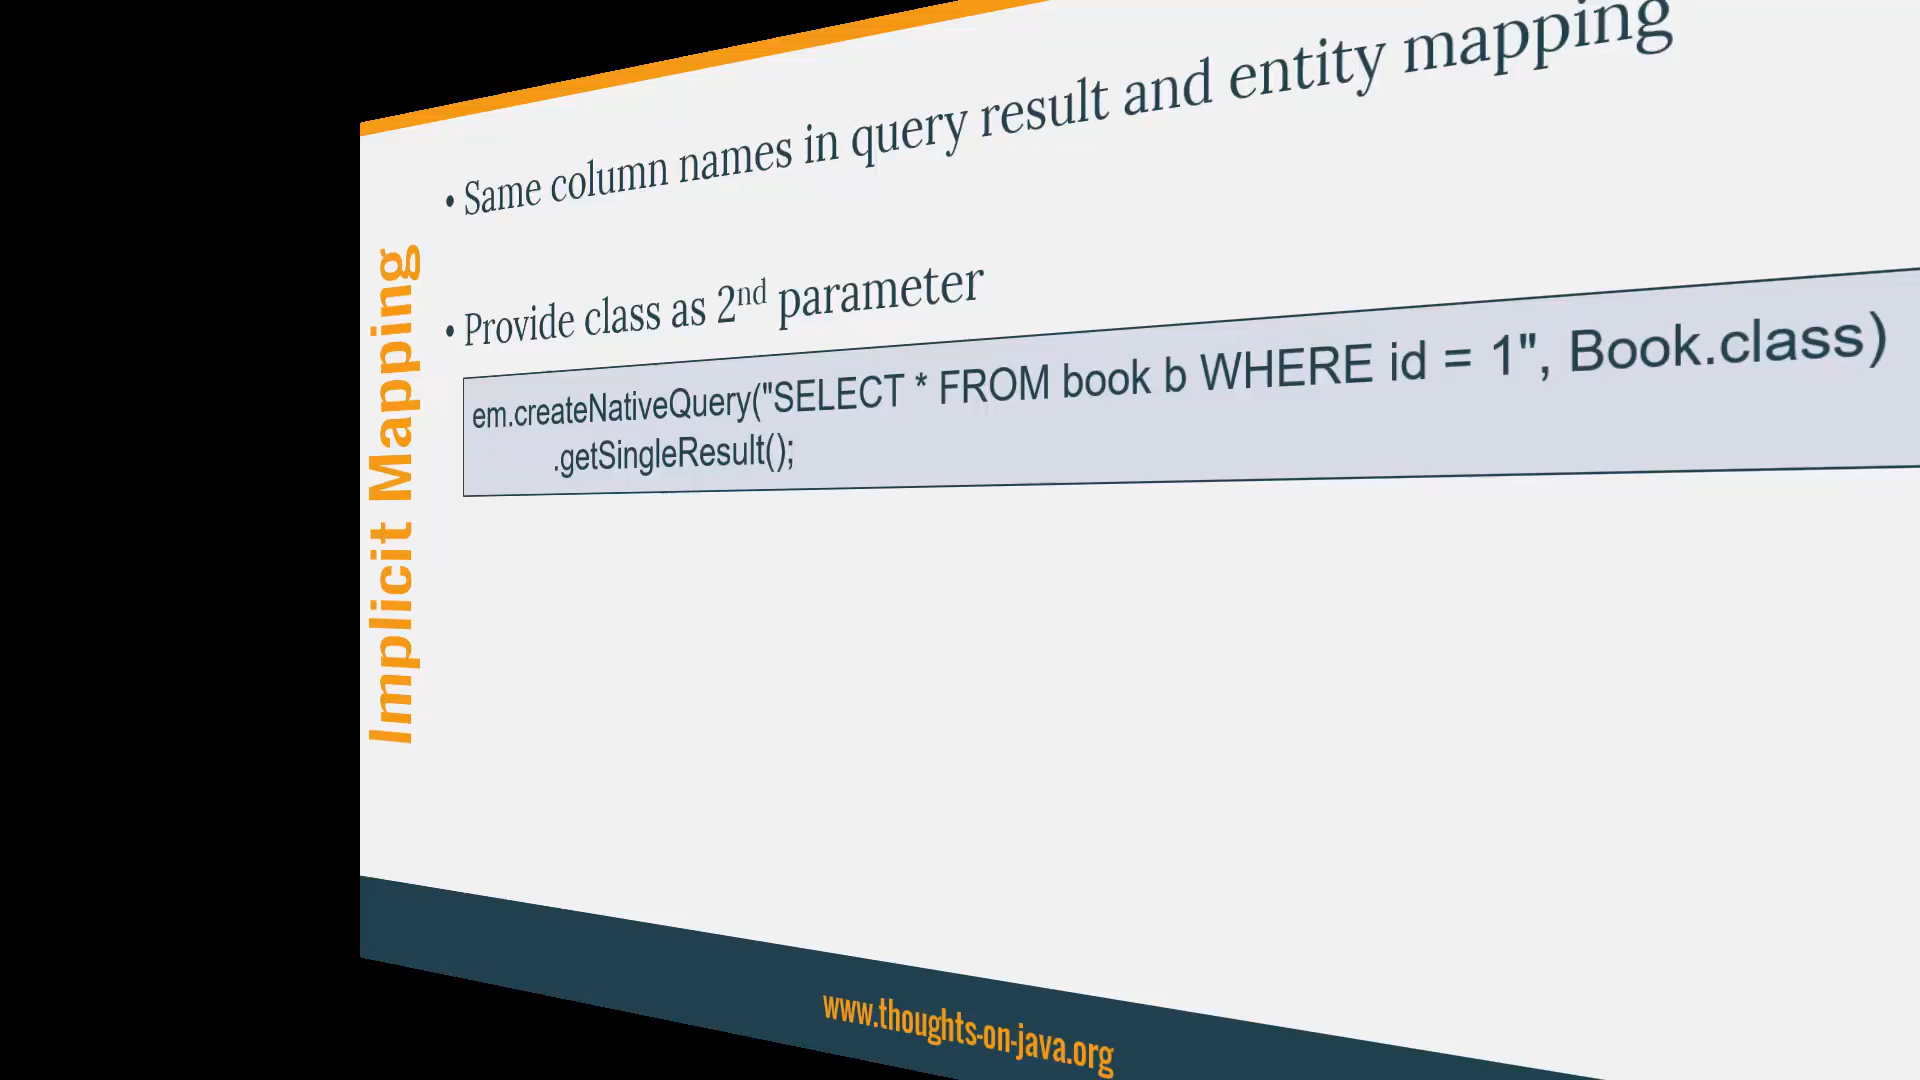 Implicit Mapping
• Same column names in query result and entity mapping
• Provide class as 2nd parameter
em.createNativeQuery("SELECT * FROM book b WHERE id = 1", Book.class)
.getSingleResult();
www.thoughts-on-java.org